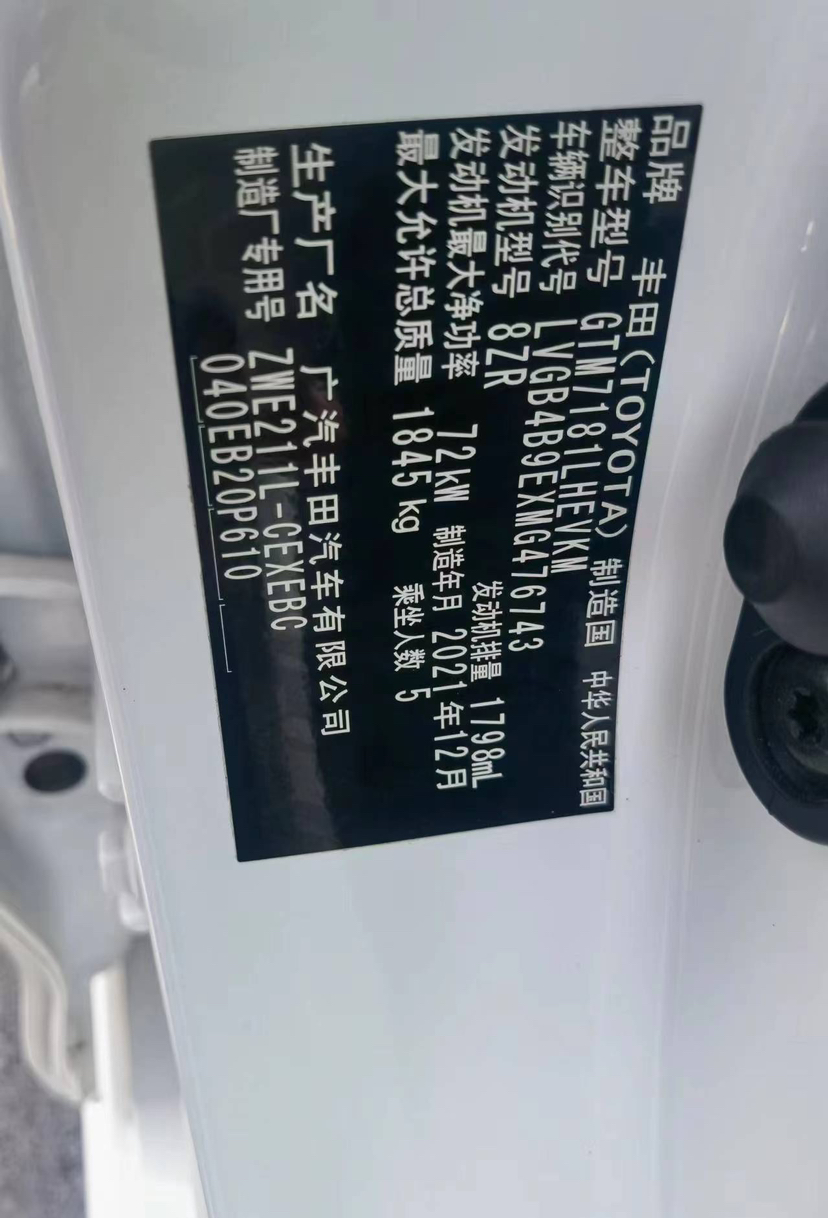 品牌 丰田(TOYOTA) 制造国 中华人民共和国
整车型号 GTM7181LHEVKM
车辆识别代号 LVGB4B9EXMG476743
发动机型号 8ZR 发动机排量 1798mL
发动机最大净功率 72kW 制造年月 2021年12月
最大允许总质量 1845kg 乘坐人数 5
生产厂名 广汽丰田汽车有限公司
制造厂专用号 ZWE211L-GEXEBC
040EB20P610